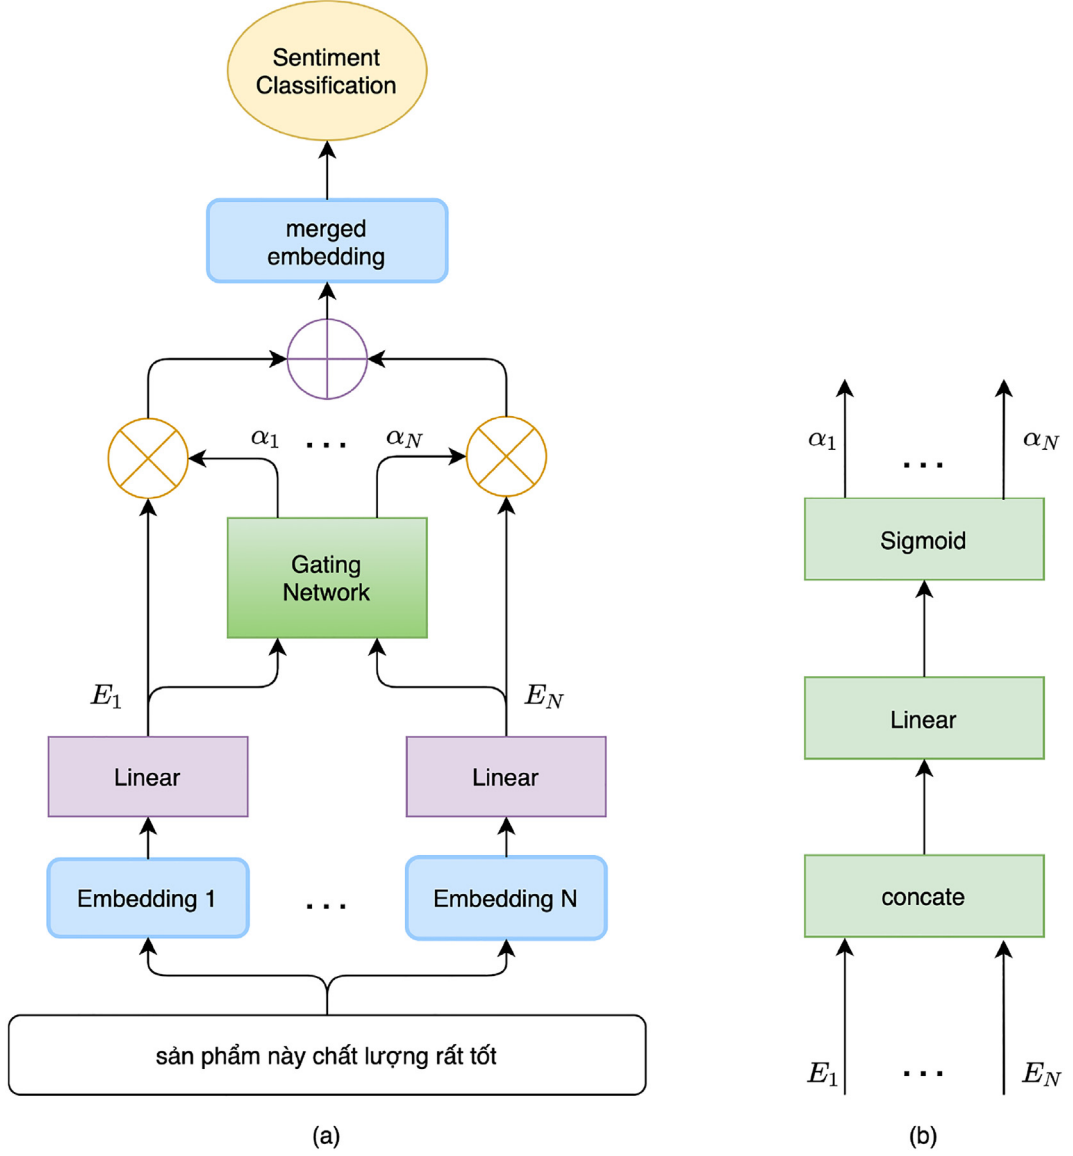 Sentiment
Classification
merged
embedding
α1 ... αN
Gating
Network
E1 EN
Linear Linear
Embedding 1 ... Embedding N
sản phẩm này chất lượng rất tốt
(a)
α1 ... αN
Sigmoid
Linear
concate
E1 ... EN
(b)